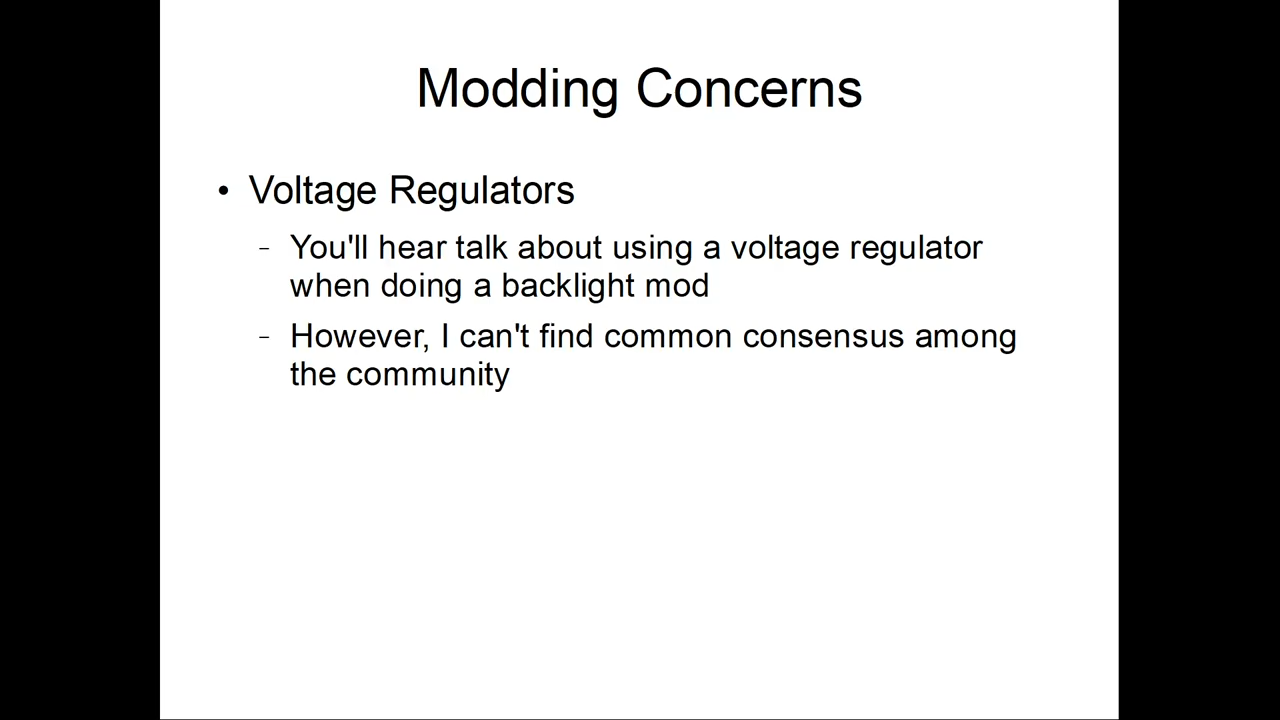 Modding Concerns
• Voltage Regulators
– You'll hear talk about using a voltage regulator
when doing a backlight mod
– However, I can't find common consensus among
the community